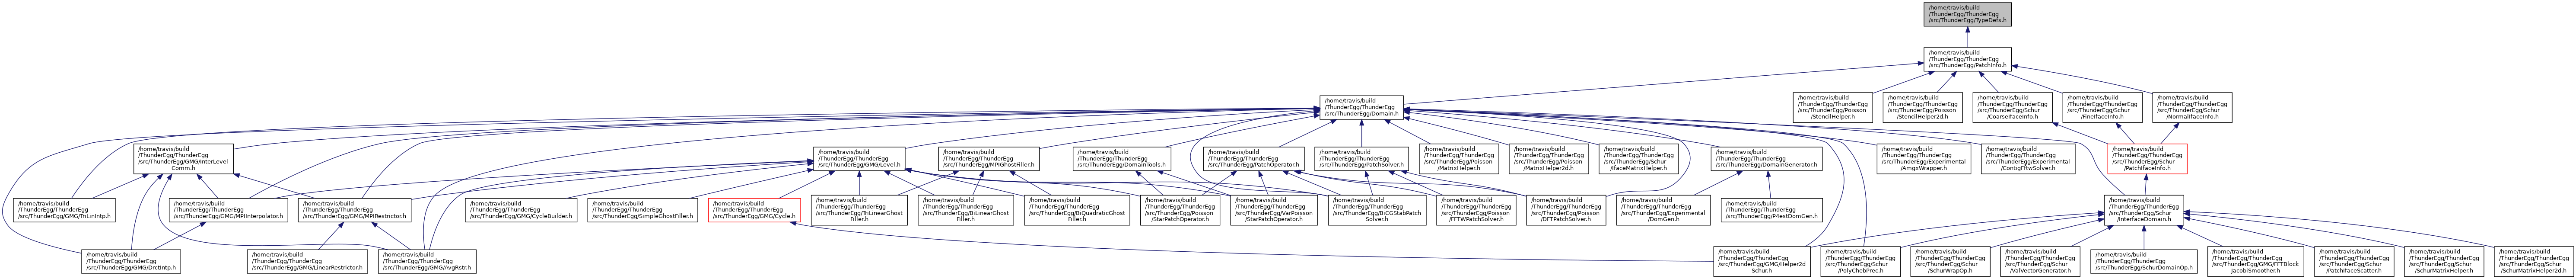 /home/travis/build
/ThunderEgg/ThunderEgg
/src/ThunderEgg/TypeDefs.h
/home/travis/build
/ThunderEgg/ThunderEgg
/src/ThunderEgg/PatchInfo.h
/home/travis/build
/ThunderEgg/ThunderEgg
/src/ThunderEgg/Domain.h
/home/travis/build
/ThunderEgg/ThunderEgg
/src/ThunderEgg/Poisson
/StencilHelper.h
/home/travis/build
/ThunderEgg/ThunderEgg
/src/ThunderEgg/Poisson
/StencilHelper2d.h
/home/travis/build
/ThunderEgg/ThunderEgg
/src/ThunderEgg/Schur
/CoarseIfaceInfo.h
/home/travis/build
/ThunderEgg/ThunderEgg
/src/ThunderEgg/Schur
/FineIfaceInfo.h
/home/travis/build
/ThunderEgg/ThunderEgg
/src/ThunderEgg/Schur
/NormalIfaceInfo.h
/home/travis/build
/ThunderEgg/ThunderEgg
/src/ThunderEgg/GMG/InterLevel
Comm.h
/home/travis/build
/ThunderEgg/ThunderEgg
/src/ThunderEgg/GMG/Level.h
/home/travis/build
/ThunderEgg/ThunderEgg
/src/ThunderEgg/MPIGhostFiller.h
/home/travis/build
/ThunderEgg/ThunderEgg
/src/ThunderEgg/DomainTools.h
/home/travis/build
/ThunderEgg/ThunderEgg
/src/ThunderEgg/PatchOperator.h
/home/travis/build
/ThunderEgg/ThunderEgg
/src/ThunderEgg/PatchSolver.h
/home/travis/build
/ThunderEgg/ThunderEgg
/src/ThunderEgg/Poisson
/MatrixHelper.h
/home/travis/build
/ThunderEgg/ThunderEgg
/src/ThunderEgg/Poisson
/MatrixHelper2d.h
/home/travis/build
/ThunderEgg/ThunderEgg
/src/ThunderEgg/Schur
/IfaceMatrixHelper.h
/home/travis/build
/ThunderEgg/ThunderEgg
/src/ThunderEgg/DomainGenerator.h
/home/travis/build
/ThunderEgg/ThunderEgg
/src/ThunderEgg/Experimental
/AmgxWrapper.h
/home/travis/build
/ThunderEgg/ThunderEgg
/src/ThunderEgg/Experimental
/ContigFftwSolver.h
/home/travis/build
/ThunderEgg/ThunderEgg
/src/ThunderEgg/Schur
/PatchIfaceInfo.h
/home/travis/build
/ThunderEgg/ThunderEgg
/src/ThunderEgg/GMG/TriLinIntp.h
/home/travis/build
/ThunderEgg/ThunderEgg
/src/ThunderEgg/GMG/MPIInterpolator.h
/home/travis/build
/ThunderEgg/ThunderEgg
/src/ThunderEgg/GMG/MPIRestrictor.h
/home/travis/build
/ThunderEgg/ThunderEgg
/src/ThunderEgg/GMG/CycleBuilder.h
/home/travis/build
/ThunderEgg/ThunderEgg
/src/ThunderEgg/SimpleGhostFiller.h
/home/travis/build
/ThunderEgg/ThunderEgg
/src/ThunderEgg/GMG/Cycle.h
/home/travis/build
/ThunderEgg/ThunderEgg
/src/ThunderEgg/TriLinearGhost
Filler.h
/home/travis/build
/ThunderEgg/ThunderEgg
/src/ThunderEgg/BiLinearGhost
Filler.h
/home/travis/build
/ThunderEgg/ThunderEgg
/src/ThunderEgg/BiQuadraticGhost
Filler.h
/home/travis/build
/ThunderEgg/ThunderEgg
/src/ThunderEgg/Poisson
/StarPatchOperator.h
/home/travis/build
/ThunderEgg/ThunderEgg
/src/ThunderEgg/VarPoisson
/StarPatchOperator.h
/home/travis/build
/ThunderEgg/ThunderEgg
/src/ThunderEgg/BiCGStabPatch
Solver.h
/home/travis/build
/ThunderEgg/ThunderEgg
/src/ThunderEgg/Poisson
/FFTWPatchSolver.h
/home/travis/build
/ThunderEgg/ThunderEgg
/src/ThunderEgg/Poisson
/DFTPatchSolver.h
/home/travis/build
/ThunderEgg/ThunderEgg
/src/ThunderEgg/Experimental
/DomGen.h
/home/travis/build
/ThunderEgg/ThunderEgg
/src/ThunderEgg/P4estDomGen.h
/home/travis/build
/ThunderEgg/ThunderEgg
/src/ThunderEgg/Schur
/InterfaceDomain.h
/home/travis/build
/ThunderEgg/ThunderEgg
/src/ThunderEgg/GMG/DrctIntp.h
/home/travis/build
/ThunderEgg/ThunderEgg
/src/ThunderEgg/GMG/LinearRestrictor.h
/home/travis/build
/ThunderEgg/ThunderEgg
/src/ThunderEgg/GMG/AvgRstr.h
/home/travis/build
/ThunderEgg/ThunderEgg
/src/ThunderEgg/GMG/Helper2d
Schur.h
/home/travis/build
/ThunderEgg/ThunderEgg
/src/ThunderEgg/Schur
/PolyChebPrec.h
/home/travis/build
/ThunderEgg/ThunderEgg
/src/ThunderEgg/Schur
/SchurWrapOp.h
/home/travis/build
/ThunderEgg/ThunderEgg
/src/ThunderEgg/Schur
/ValVectorGenerator.h
/home/travis/build
/ThunderEgg/ThunderEgg
/src/ThunderEgg/SchurDomainOp.h
/home/travis/build
/ThunderEgg/ThunderEgg
/src/ThunderEgg/GMG/FFTBlock
JacobiSmoother.h
/home/travis/build
/ThunderEgg/ThunderEgg
/src/ThunderEgg/Schur
/PatchIfaceScatter.h
/home/travis/build
/ThunderEgg/ThunderEgg
/src/ThunderEgg/Schur
/SchurMatrixHelper.h
/home/travis/build
/ThunderEgg/ThunderEgg
/src/ThunderEgg/Schur
/SchurMatrixHelper2d.h